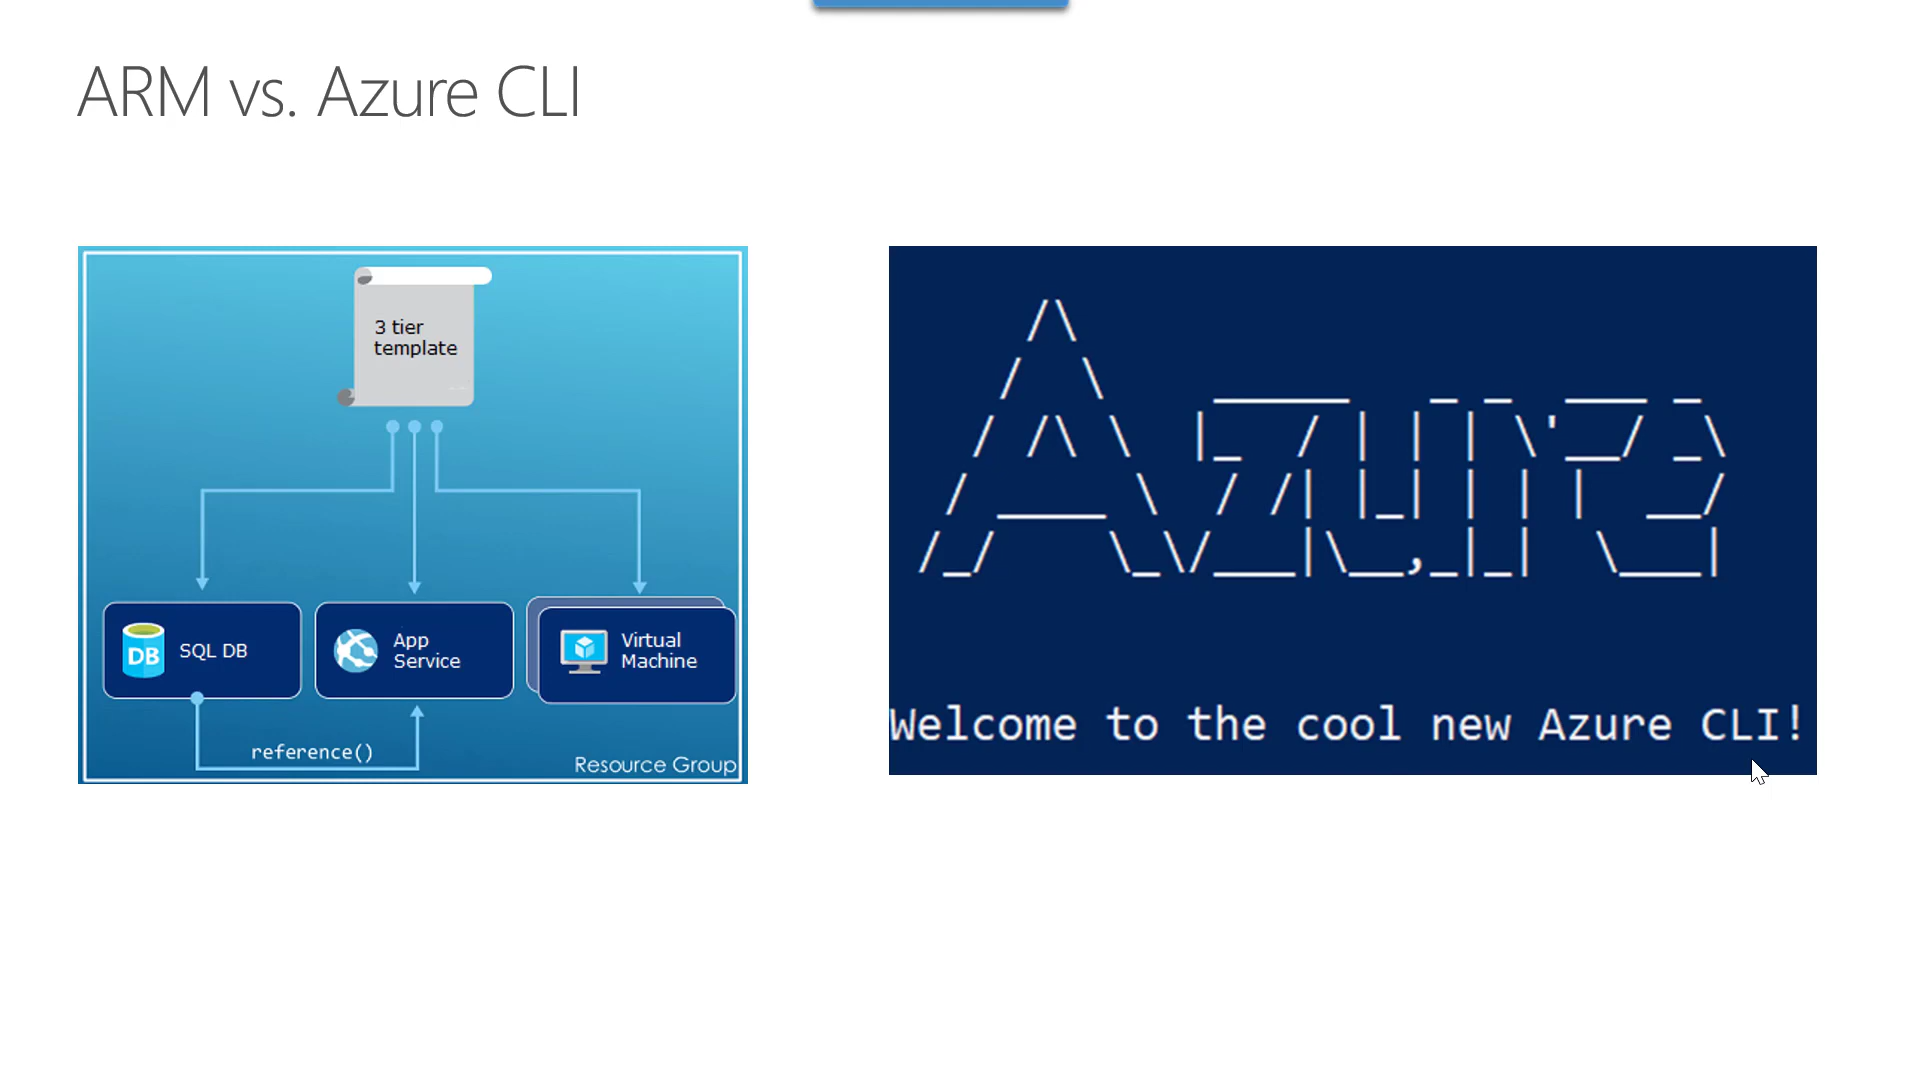 ARM vs. Azure CLI
3 tier
template
DB
SQL DB
App
Service
Virtual
Machine
reference()
Resource Group
Azure
Welcome to the cool new Azure CLI!